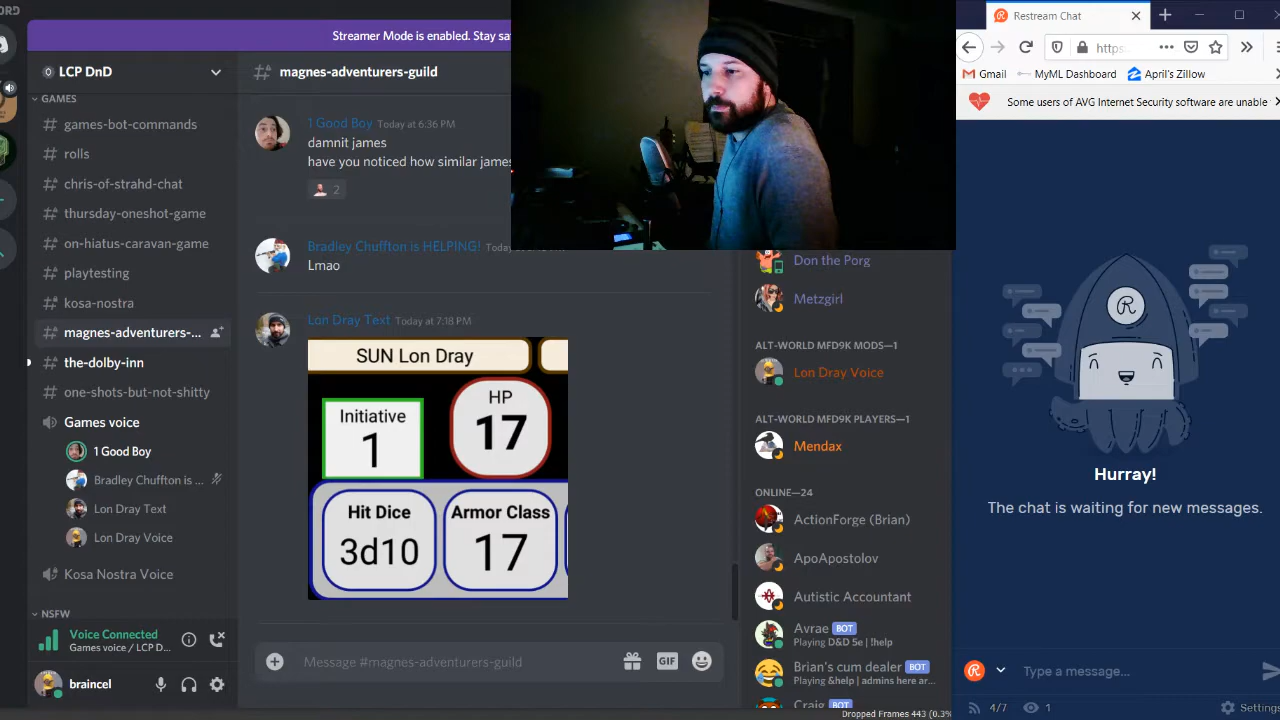 ORD
Streamer Mode is enabled. Stay sa
LCP DnD
GAMES
games-bot-commands
rolls
chris-of-strahd-chat
thursday-oneshot-game
on-hiatus-caravan-game
playtesting
kosa-nostra
magnes-adventurers-...
the-dolby-inn
one-shots-but-not-shitty
Games voice
1 Good Boy
Bradley Chuffton is ...
Lon Dray Text
Lon Dray Voice
Kosa Nostra Voice
NSFW
Voice Connected
Games voice / LCP D...
raincel
magnes-adventurers-guild
1 Good Boy Today at 6:36 PM
damnit james
have you noticed how similar james
2
Bradley Chuffton is HELPING! Toda
Lmao
Lon Dray Text Today at 7:18 PM
SUN Lon Dray
Initiative
1
HP
17
Hit Dice
3d10
Armor Class
17
Message #magnes-adventurers-guild
GIF
Don the Porg
Metzgirl
ALT-WORLD MFD9K MODS—1
Lon Dray Voice
ALT-WORLD MFD9K PLAYERS—1
Mendax
ONLINE—24
ActionForge (Brian)
ApoApostolov
Autistic Accountant
Avrae BOT
Playing D&D 5e | !help
Brian's cum dealer BOT
Playing &help | admins here ar...
Craig BOT
Dropped Frames 443 (0.3%
Restream Chat
https:
Gmail
MyML Dashboard
April's Zillow
Some users of AVG Internet Security software are unable
R
Hurray!
The chat is waiting for new messages.
Type a message...
4/7
1
Settings